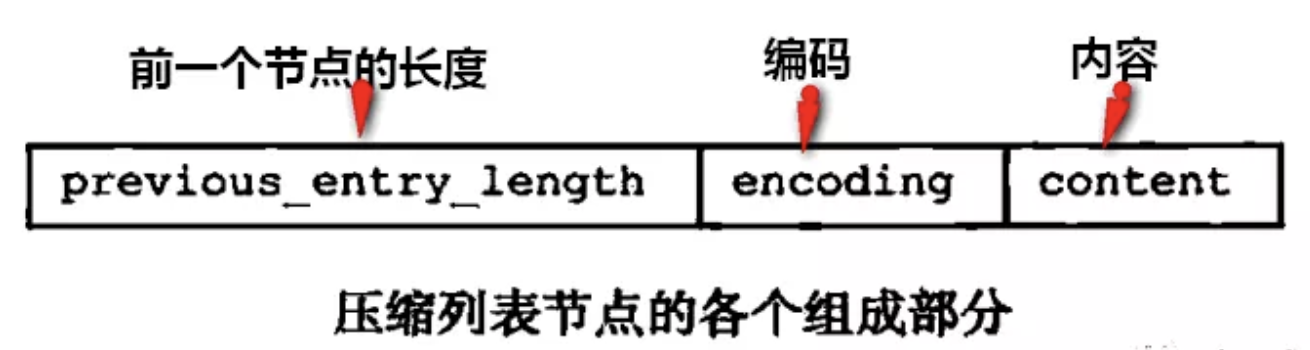 前一个节点的长度 编码 内容
previous_entry_length encoding content
压缩列表节点的各个组成部分